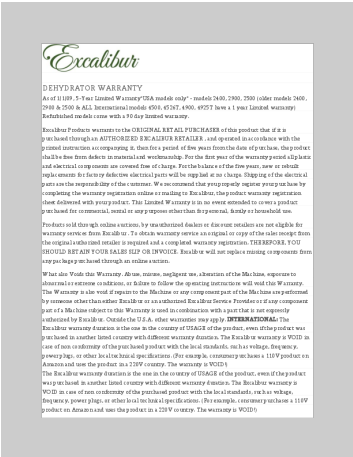 Excalibur
DEHYDRATOR WARRANTY
As of 1/1/09, 5-Year Limited Warranty*USA models only* - models 2400, 2900, 2500 (older models 2400,
2900 & 2500 & ALL International models 4500, 4526T, 4900, 4925T have a 1 year Limited warranty)
Refurbished models come with a 90 day limited warranty.
Excalibur Products warrants to the ORIGINAL RETAIL PURCHASER of this product that if it is
purchased through an AUTHORIZED EXCALIBUR RETAILER, and operated in accordance with the
printed instruction accompanying it, then for a period of five years from the date of purchase, the product
shall be free from defects in material and workmanship. For the first year of the warranty period all plastic
and electrical components are covered free of charge. For the balance of the five years, new or rebuilt
replacements for factory defective electrical parts will be supplied at no charge. Shipping of the electrical
parts are the responsibility of the customer. We recommend that you properly register your purchase by
completing the warranty registration online or mailing to Excalibur, the product warranty registration
sheet delivered with your product. This Limited Warranty is in no event extended to cover a product
purchased for commercial, rental or any purposes other than for personal, family or household use.
Products sold through online auctions, by unauthorized dealers or discount retailers are not eligible for
warranty services from Excalibur. To obtain warranty service an original or copy of the sales receipt from
the original authorized retailer is required and a completed warranty registration. THEREFORE, YOU
SHOULD RETAIN YOUR SALES SLIP OR INVOICE. Excalibur will not replace missing components from
any package purchased through an online auction.
What also Voids this Warranty. Abuse, misuse, negligent use, alteration of the Machine, exposure to
abnormal or extreme conditions, or failure to follow the operating instructions will void this Warranty.
The Warranty is also void if repairs to the Machine or any component part of the Machine are performed
by someone other than either Excalibur or an authorized Excalibur Service Provider or if any component
part of a Machine subject to this Warranty is used in combination with a part that is not expressly
authorized by Excalibur. Outside the U.S.A. other warranties may apply. INTERNATIONAL: The
Excalibur warranty duration is the one in the country of USAGE of the product, even if the product was
purchased in another listed country with different warranty duration. The Excalibur warranty is VOID in
case of non conformity of the purchased product with the local standards, such as voltage, frequency,
power plugs, or other local technical specifications. (For example, consumer purchases a 110V product on
Amazon and uses the product in a 220V country. The warranty is VOID!)
The Excalibur warranty duration is the one in the country of USAGE of the product, even if the product
was purchased in another listed country with different warranty duration. The Excalibur warranty is
VOID in case of non conformity of the purchased product with the local standards, such as voltage,
frequency, power plugs, or other local technical specifications. (For example, consumer purchases a 110V
product on Amazon and uses the product in a 220V country. The warranty is VOID!)